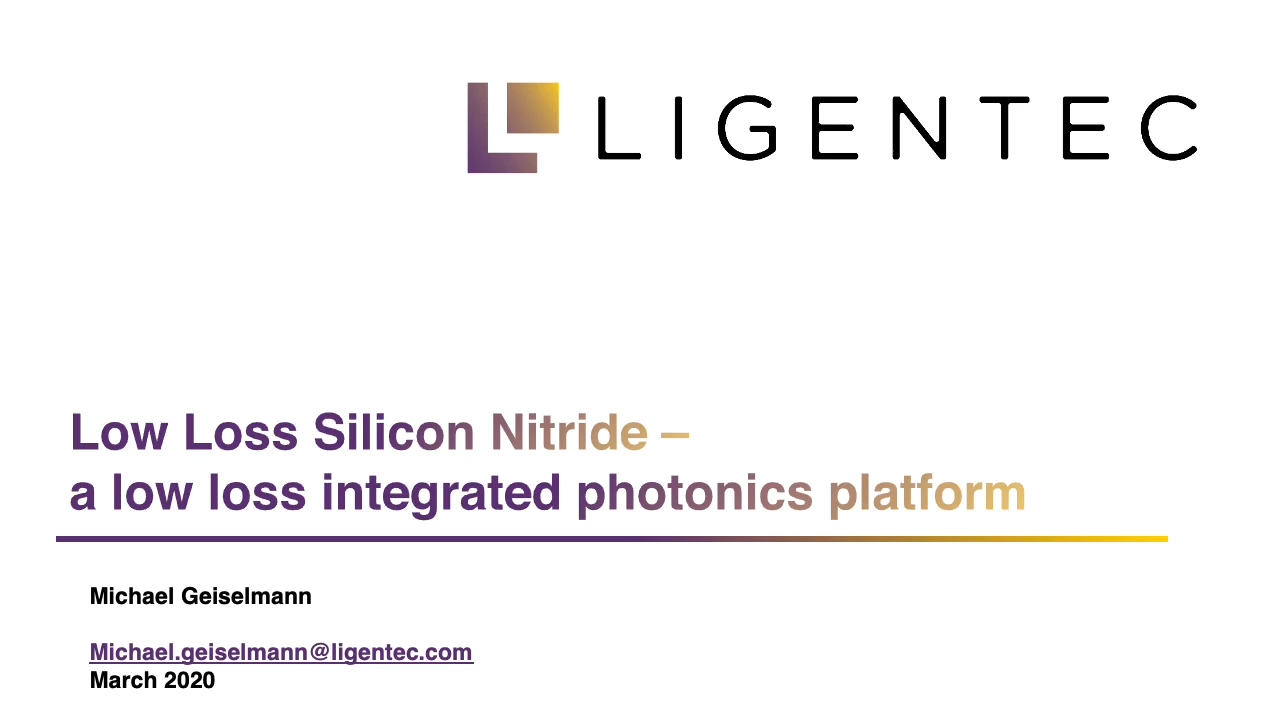 LIGENTEC
Low Loss Silicon Nitride –
a low loss integrated photonics platform
Michael Geiselmann
Michael.geiselmann@ligentec.com
March 2020